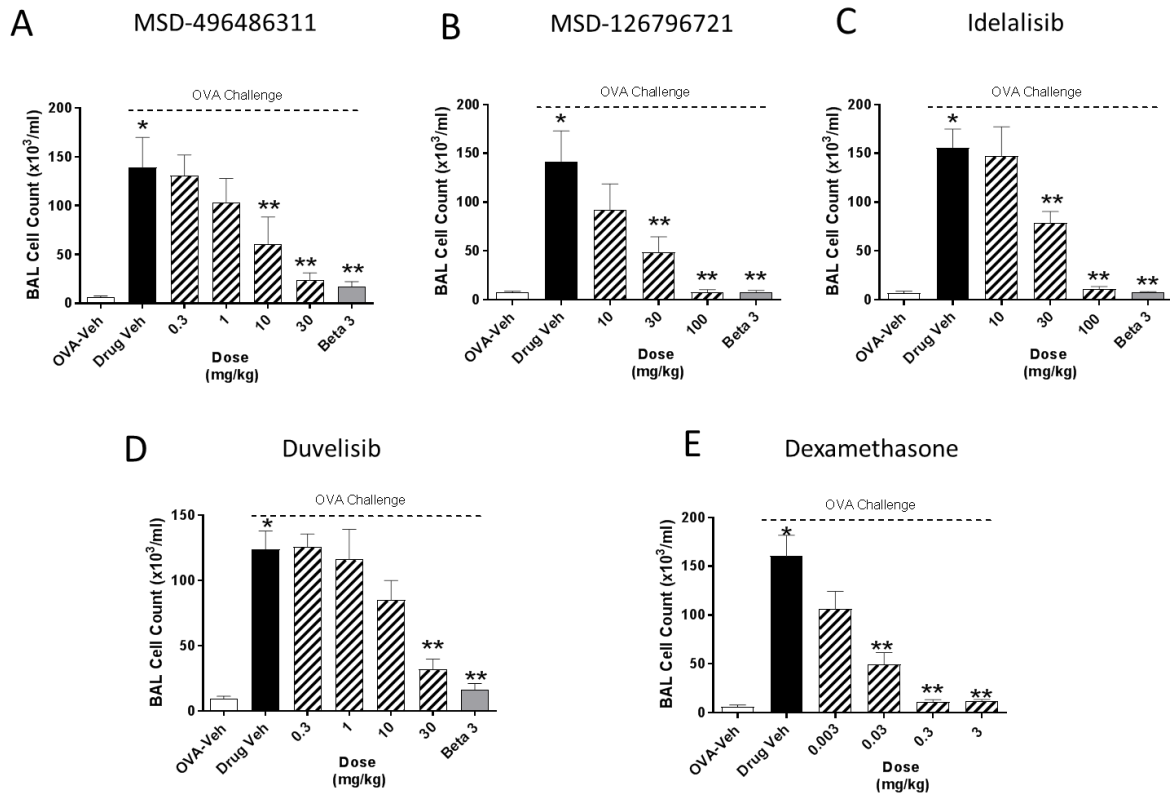 A
MSD-496486311
OVA Challenge
BAL Cell Count (x10³/ml)
200
150
100
50
0
*
**
**
**
OVA-Veh
Drug Veh
0.3
1
10
30
Beta 3
Dose
(mg/kg)
B
MSD-126796721
OVA Challenge
BAL Cell Count (x10³/ml)
200
150
100
50
0
*
**
**
**
OVA-Veh
Drug Veh
10
30
100
Beta 3
Dose
(mg/kg)
C
Idelalisib
OVA Challenge
BAL Cell Count (x10³/ml)
200
150
100
50
0
*
**
**
**
OVA-Veh
Drug Veh
10
30
100
Beta 3
Dose
(mg/kg)
D
Duvelisib
OVA Challenge
BAL Cell Count (x10³/ml)
150
100
50
0
*
**
**
OVA-Veh
Drug Veh
0.3
1
10
30
Beta 3
Dose
(mg/kg)
E
Dexamethasone
OVA Challenge
BAL Cell Count (x10³/ml)
200
150
100
50
0
*
**
**
**
OVA-Veh
Drug Veh
0.003
0.03
0.3
3
Dose
(mg/kg)